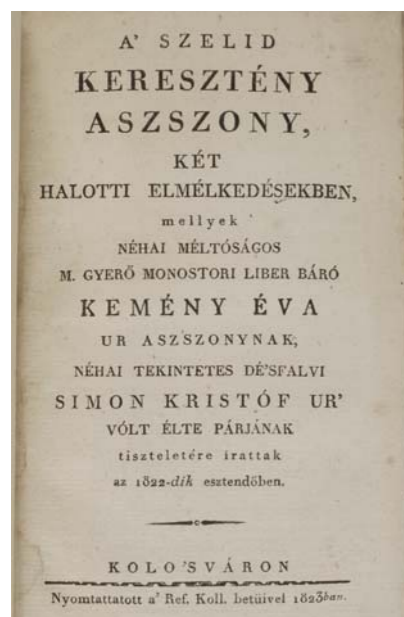 A' SZELID
KERESZTÉNY
ASZSZONY,
KÉT
HALOTTI ELMÉLKEDÉSEKBEN,
mellyek
NÉHAI MÉLTÓSÁGOS
M. GYERŐ MONOSTORI LIBER BÁRÓ
KEMÉNY ÉVA
UR ASZSZONYNAK,
NÉHAI TEKINTETES DÉ'SFALVI
SIMON KRISTÓF UR'
VÓLT ÉLTE PÁRJÁNAK
tiszteletére irattak
az 1822-dik esztendőben.
KOLO'SVÁRON
Nyomtattatott a' Ref. Koll. betüivel 1823ban.